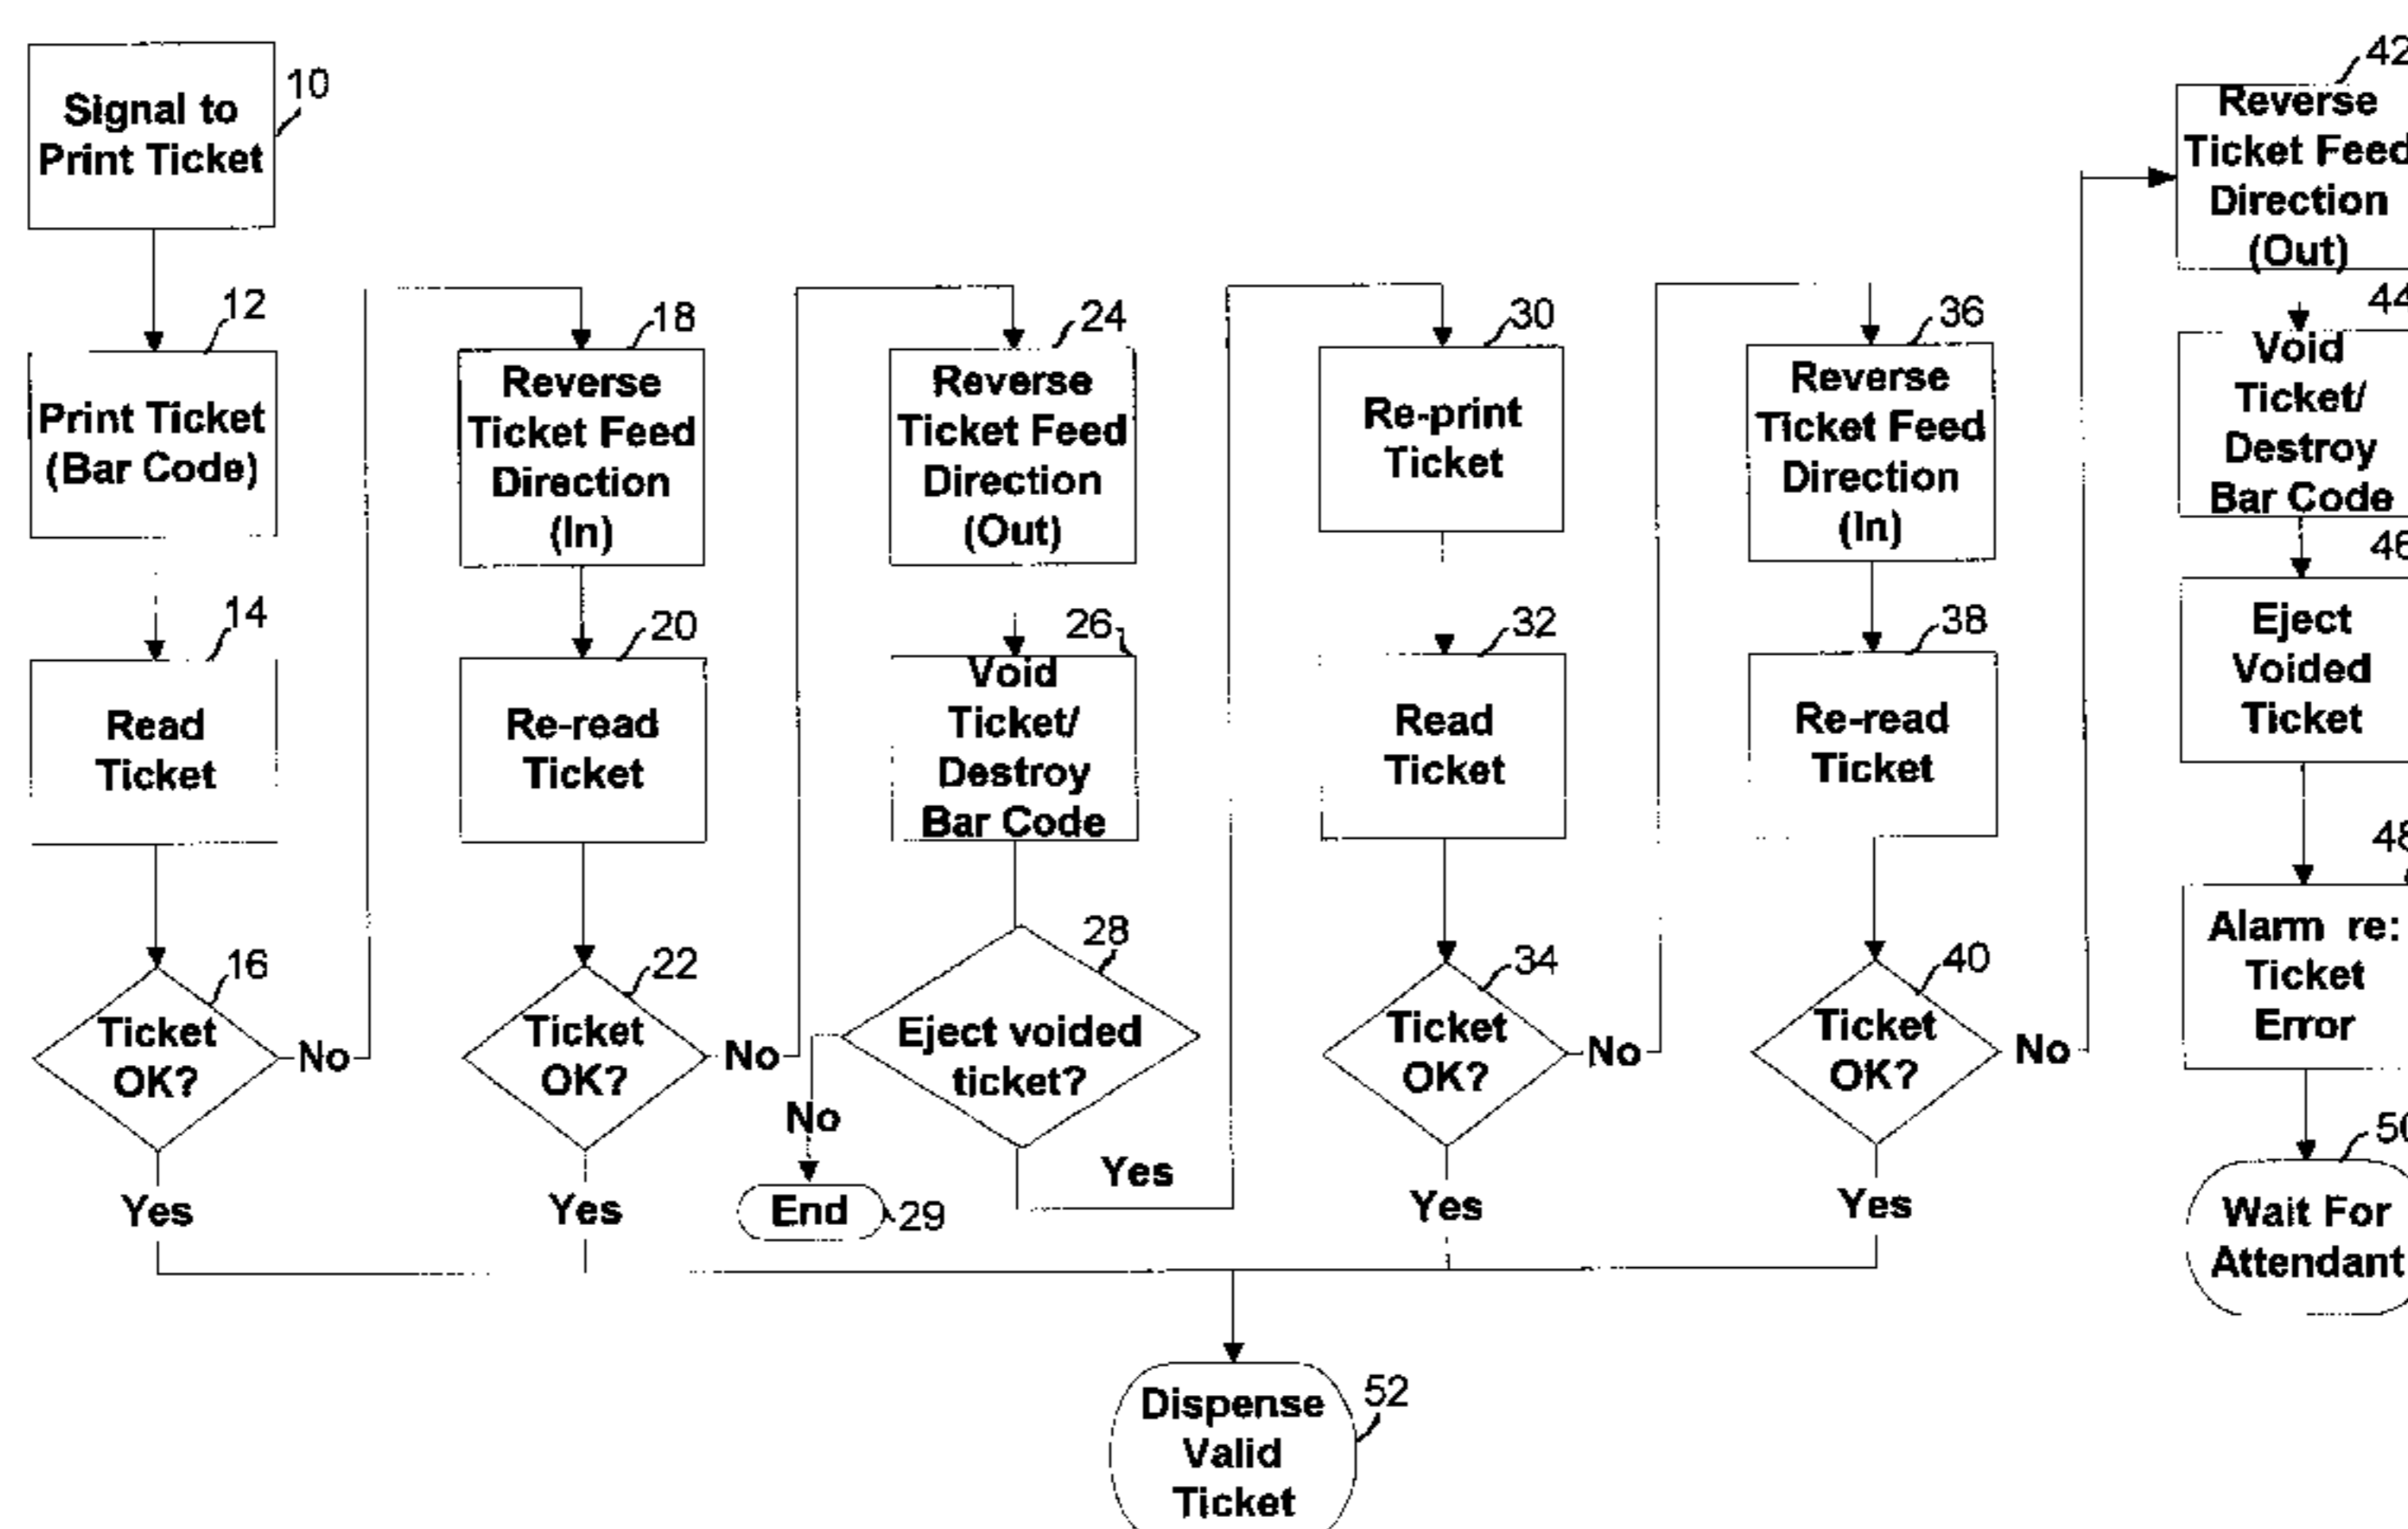 Signal to
Print Ticket
10
Print Ticket
(Bar Code)
12
Read
Ticket
14
Ticket
OK?
16
No
Yes
Reverse
Ticket Feed
Direction
(In)
18
Re-read
Ticket
20
Ticket
OK?
22
No
Yes
Reverse
Ticket Feed
Direction
(Out)
24
Void
Ticket/
Destroy
Bar Code
26
Eject voided
ticket?
28
No
Yes
End
29
Re-print
Ticket
30
Read
Ticket
32
Ticket
OK?
34
No
Yes
Reverse
Ticket Feed
Direction
(In)
36
Re-read
Ticket
38
Ticket
OK?
40
No
Yes
Reverse
Ticket Feed
Direction
(Out)
42
Void
Ticket/
Destroy
Bar Code
44
Eject
Voided
Ticket
46
Alarm re:
Ticket
Error
48
Wait For
Attendant
50
Dispense
Valid
Ticket
52